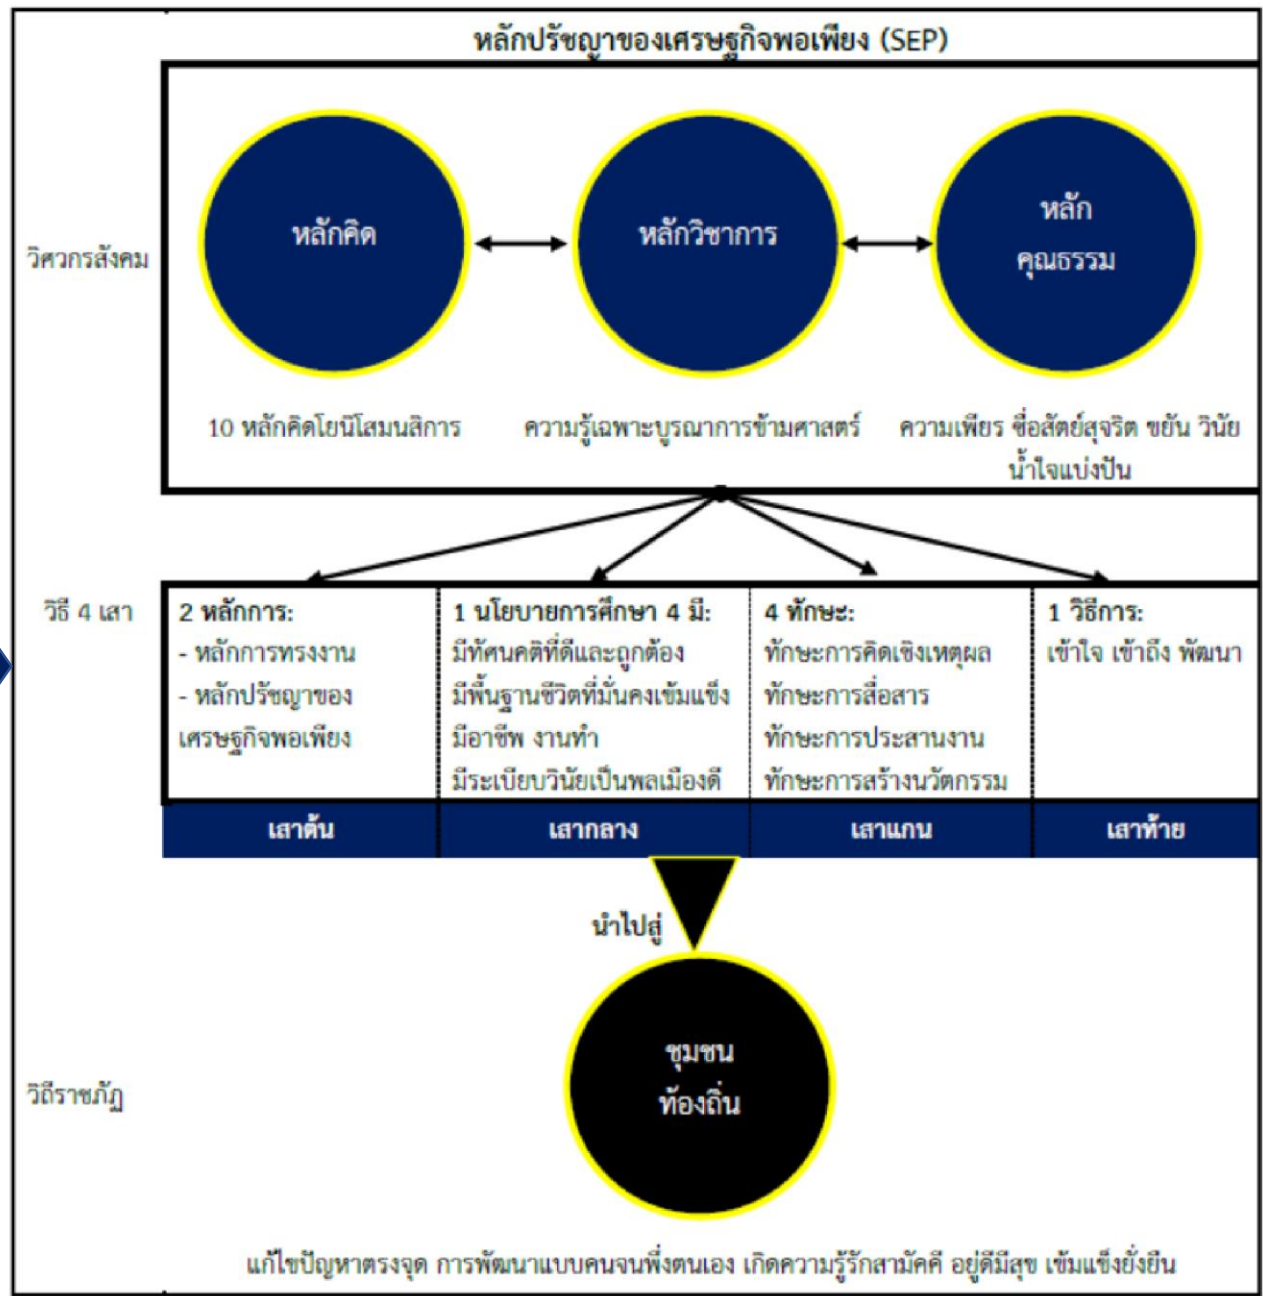 หลักปรัชญาของเศรษฐกิจพอเพียง (SEP)
วิศวกรสังคม
หลักคิด
หลักวิชาการ
หลัก
คุณธรรม
10 หลักคิดโยนิโสมนสิการ
ความรู้เฉพาะบูรณาการข้ามศาสตร์
ความเพียร ซื่อสัตย์สุจริต ขยัน วินัย
น้ำใจแบ่งปัน
วิธี 4 เสา
2 หลักการ:
- หลักการทรงงาน
- หลักปรัชญาของ
เศรษฐกิจพอเพียง
1 นโยบายการศึกษา 4 มี:
มีทัศนคติที่ดีและถูกต้อง
มีพื้นฐานชีวิตที่มั่นคงเข้มแข็ง
มีอาชีพ งานทำ
มีระเบียบวินัยเป็นพลเมืองดี
4 ทักษะ:
ทักษะการคิดเชิงเหตุผล
ทักษะการสื่อสาร
ทักษะการประสานงาน
ทักษะการสร้างนวัตกรรม
1 วิธีการ:
เข้าใจ เข้าถึง พัฒนา
เสาต้น
เสากลาง
เสาแกน
เสาท้าย
นำไปสู่
วิถีราชภัฏ
ชุมชน
ท้องถิ่น
แก้ไขปัญหาตรงจุด การพัฒนาแบบคนจนพึ่งตนเอง เกิดความรู้รักสามัคคี อยู่ดีมีสุข เข้มแข็งยั่งยืน